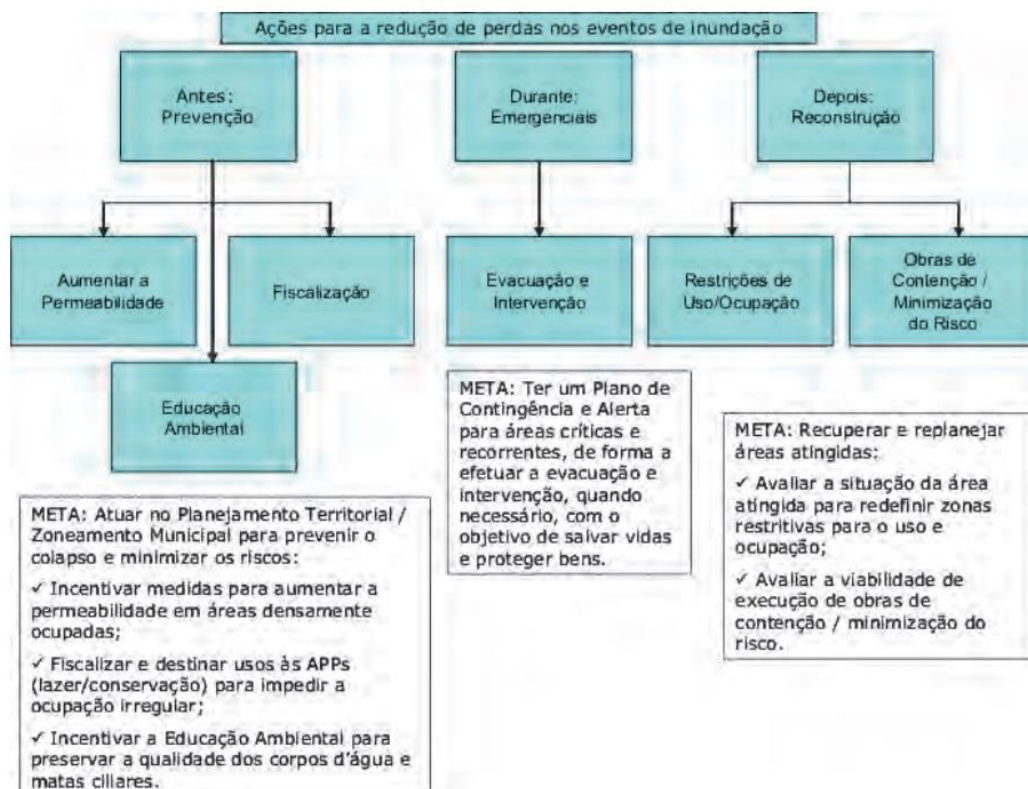 Ações para a redução de perdas nos eventos de inundação
Antes:
Prevenção
Durante:
Emergenciais
Depois:
Reconstrução
Aumentar a
Permeabilidade
Fiscalização
Evacuação e
Intervenção
Restrições de
Uso/Ocupação
Obras de
Contenção /
Minimização
do Risco
Educação
Ambiental
META: Atuar no Planejamento Territorial /
Zoneamento Municipal para prevenir o
colapso e minimizar os riscos:
✓ Incentivar medidas para aumentar a
permeabilidade em áreas densamente
ocupadas;
✓ Fiscalizar e destinar usos às APPs
(lazer/conservação) para impedir a
ocupação irregular;
✓ Incentivar a Educação Ambiental para
preservar a qualidade dos corpos d'água e
matas ciliares.
META: Ter um Plano de
Contingência e Alerta
para áreas críticas e
recorrentes, de forma a
efetuar a evacuação e
intervenção, quando
necessário, com o
objetivo de salvar vidas
e proteger bens.
META: Recuperar e replanejar
áreas atingidas:
✓ Avaliar a situação da área
atingida para redefinir zonas
restritivas para o uso e
ocupação;
✓ Avaliar a viabilidade de
execução de obras de
contenção / minimização do
risco.